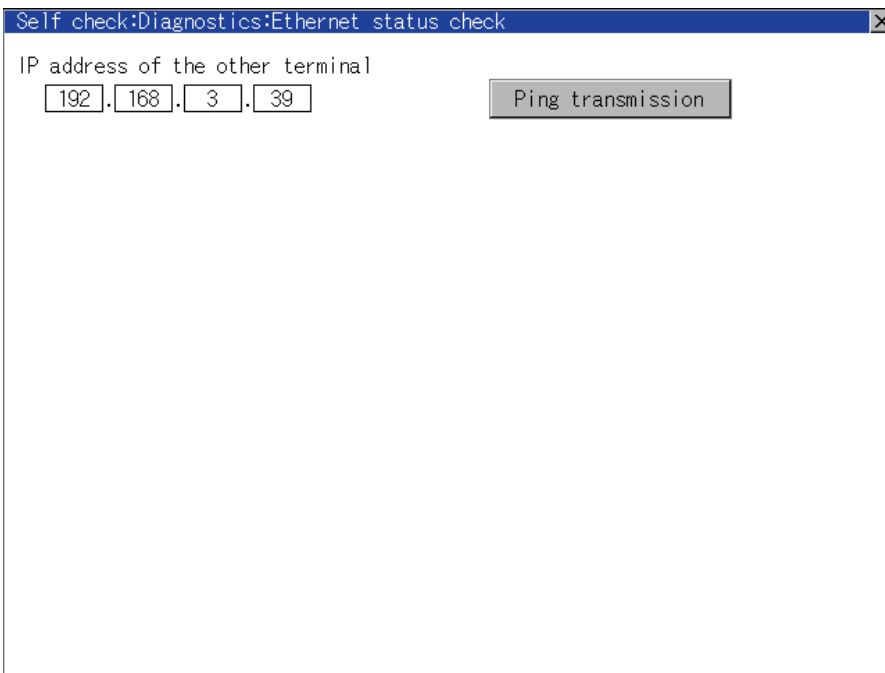 Self check:Diagnostics:Ethernet status check
IP address of the other terminal
192.168.3.39 Ping transmission